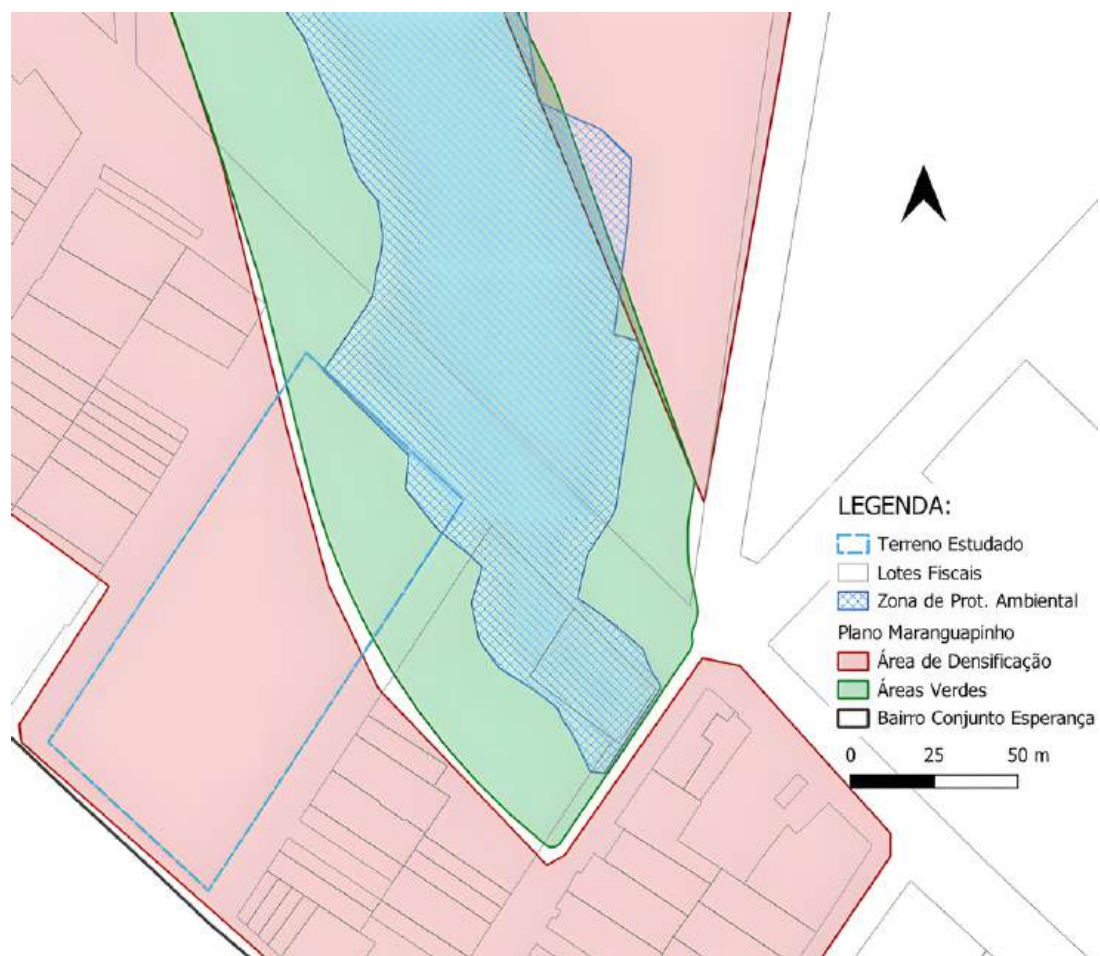 LEGENDA:
Terreno Estudado
Lotes Fiscais
Zona de Prot. Ambiental
Plano Maranguapinho
Área de Densificação
Áreas Verdes
Bairro Conjunto Esperança
0 25 50 m